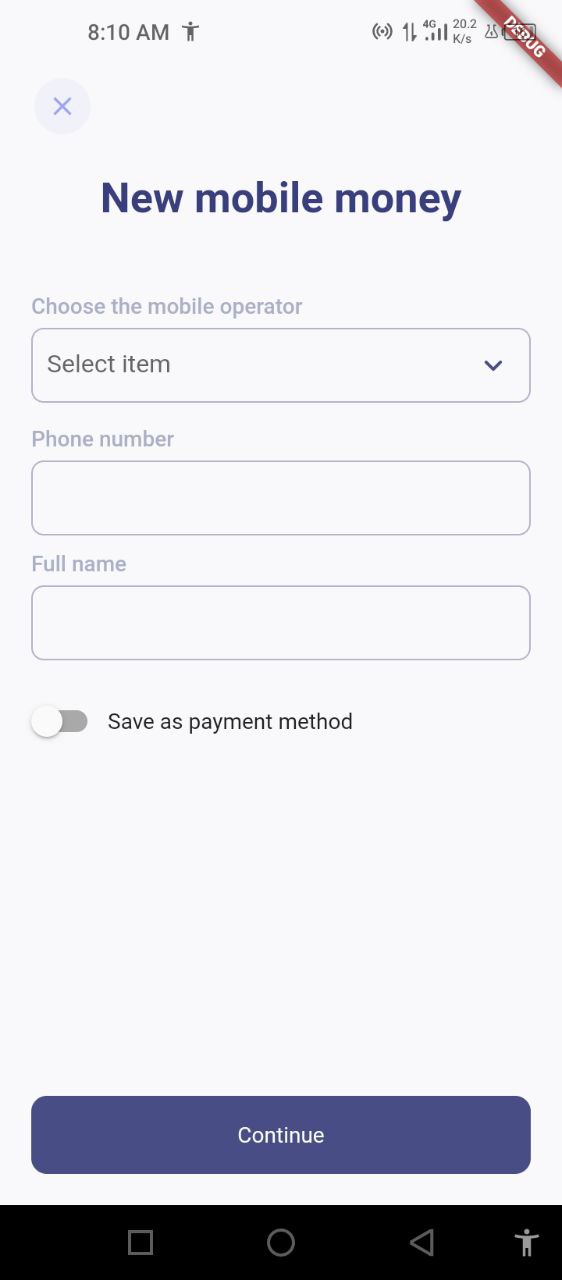 8:10 AM
4G 20.2 K/s
DEBUG
New mobile money
Choose the mobile operator
Select item
Phone number
Full name
Save as payment method
Continue